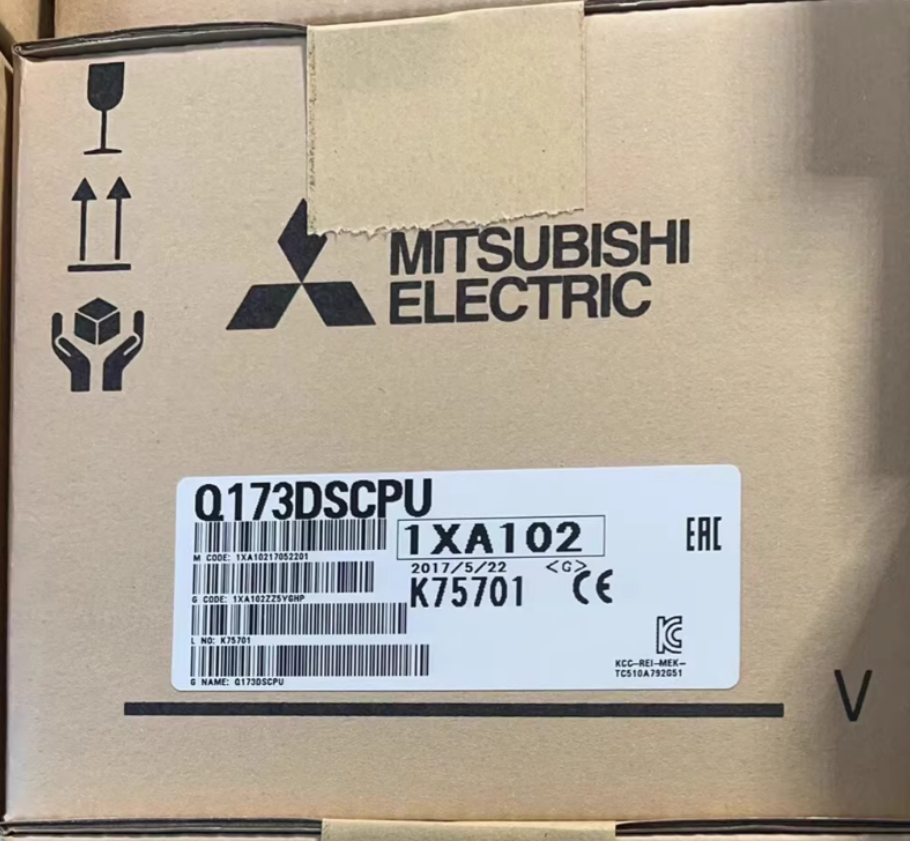 MITSUBISHI
ELECTRIC
Q173DSCPU
1XA102
EAC
M CODE: 1XA10217052201
2017/5/22 <G>
K75701 CE
G CODE: 1XA102ZZ5YGHP
L NO: K75701
KC
KCC-REI-MEK-
TC510A792G51
G NAME: Q173DSCPU
V